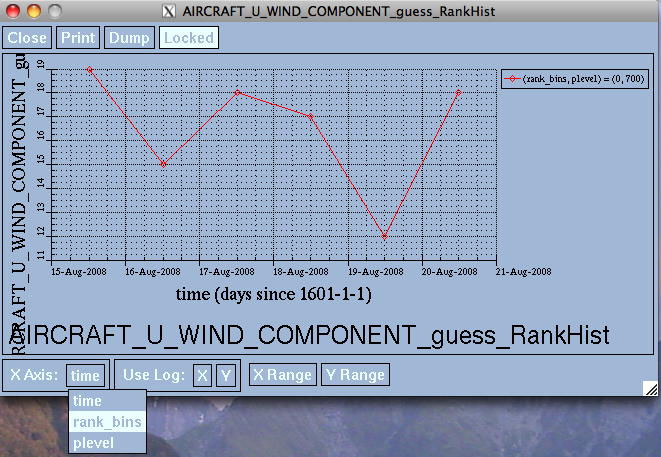 AIRCRAFT_U_WIND_COMPONENT_guess_RankHist
Close Print Dump Locked
RCRAFT_U_WIND_COMPONENT_gu
19
18
17
16
15
14
13
12
11
(rank_bins, plevel) = (0, 700)
15-Aug-2008 16-Aug-2008 17-Aug-2008 18-Aug-2008 19-Aug-2008 20-Aug-2008 21-Aug-2008
time (days since 1601-1-1)
AIRCRAFT_U_WIND_COMPONENT_guess_RankHist
X Axis: time Use Log: X Y X Range Y Range
time
rank_bins
plevel